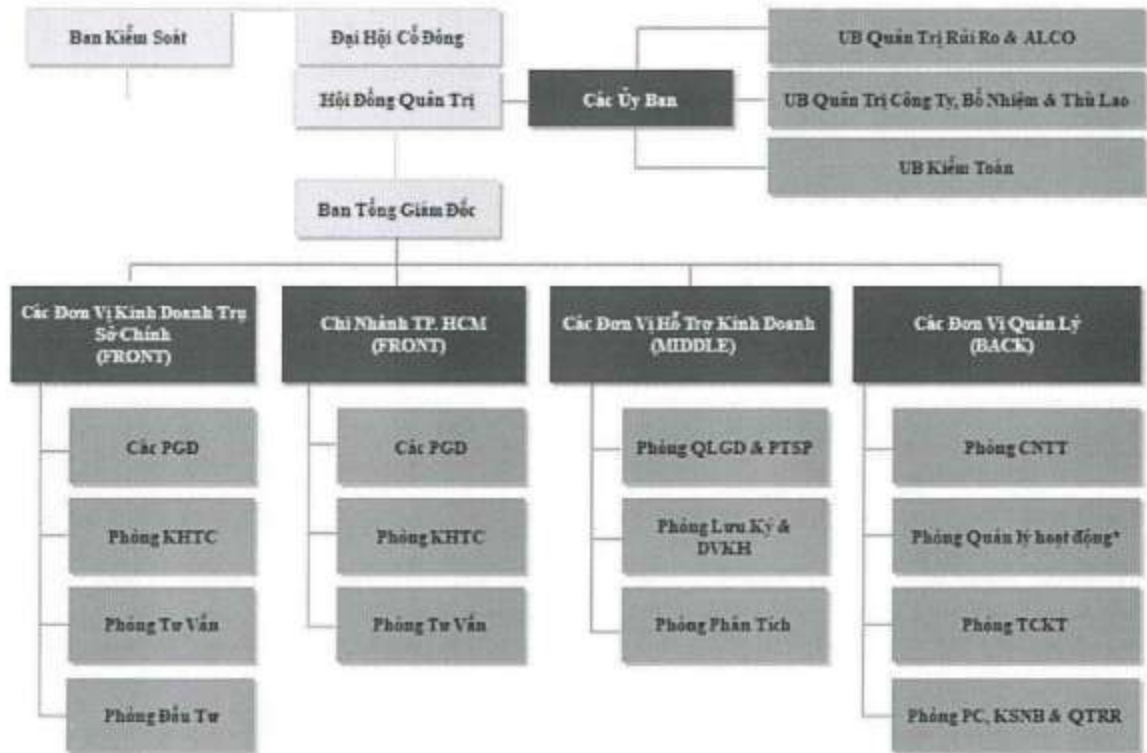 Ban Kiểm Soát
Đại Hội Cổ Đông
UB Quản Trị Rủi Ro & ALCO
Hội Đồng Quản Trị
Các Ủy Ban
UB Quản Trị Công Ty, Bổ Nhiệm & Thù Lao
UB Kiểm Toán
Ban Tổng Giám Đốc
Các Đơn Vị Kinh Doanh Trụ
Sở Chính
(FRONT)
Chi Nhánh TP. HCM
(FRONT)
Các Đơn Vị Hỗ Trợ Kinh Doanh
(MIDDLE)
Các Đơn Vị Quản Lý
(BACK)
Các PGD
Các PGD
Phòng QLGD & PTSP
Phòng CNTT
Phòng KHTC
Phòng KHTC
Phòng Lưu Ký &
DVKH
Phòng Quản lý hoạt động*
Phòng Tư Vấn
Phòng Tư Vấn
Phòng Phân Tích
Phòng TCKT
Phòng Đầu Tư
Phòng PC, KSNB & QTRR